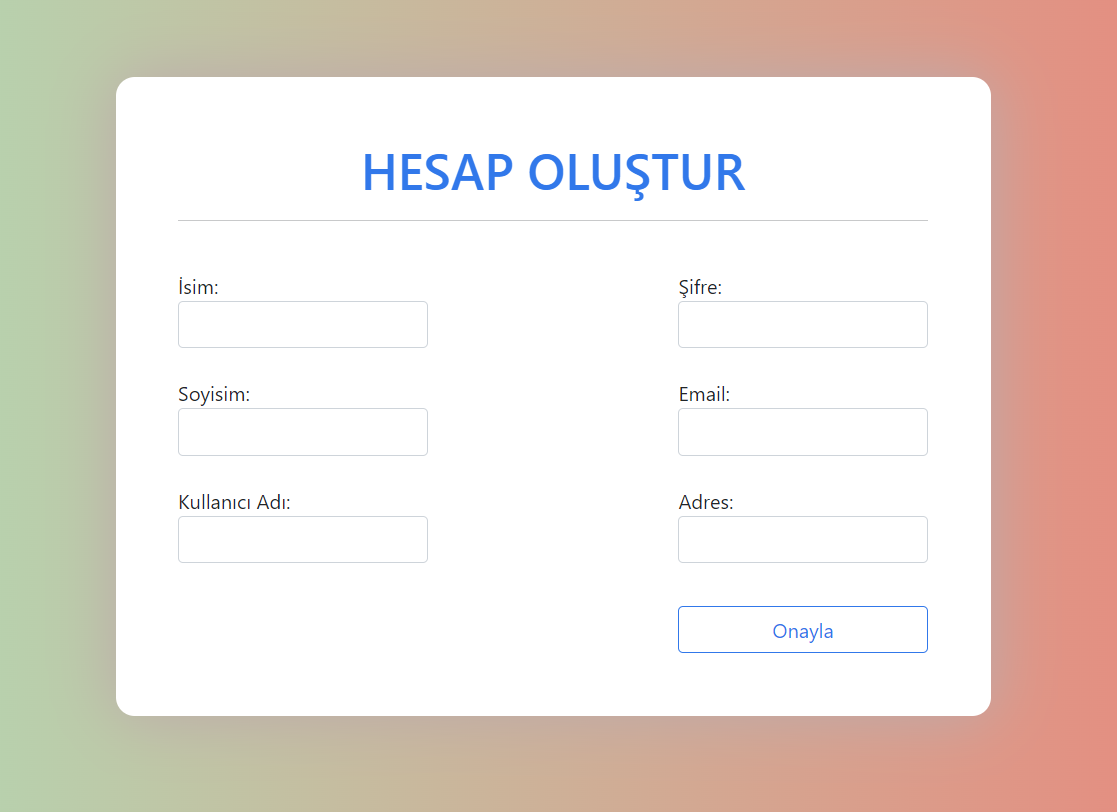 HESAP OLUŞTUR
İsim:
Şifre:
Soyisim:
Email:
Kullanıcı Adı:
Adres:
Onayla